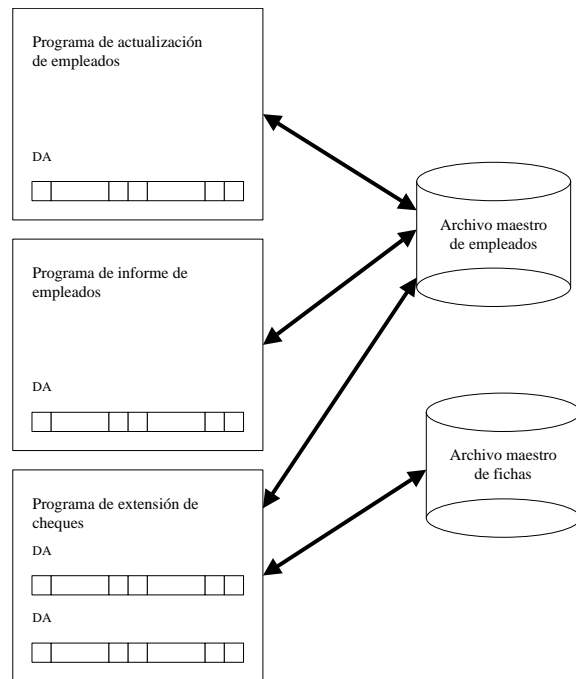 Programa de actualización
de empleados
DA
Programa de informe de
empleados
DA
Programa de extensión de
cheques
DA
DA
Archivo maestro
de empleados
Archivo maestro
de fichas